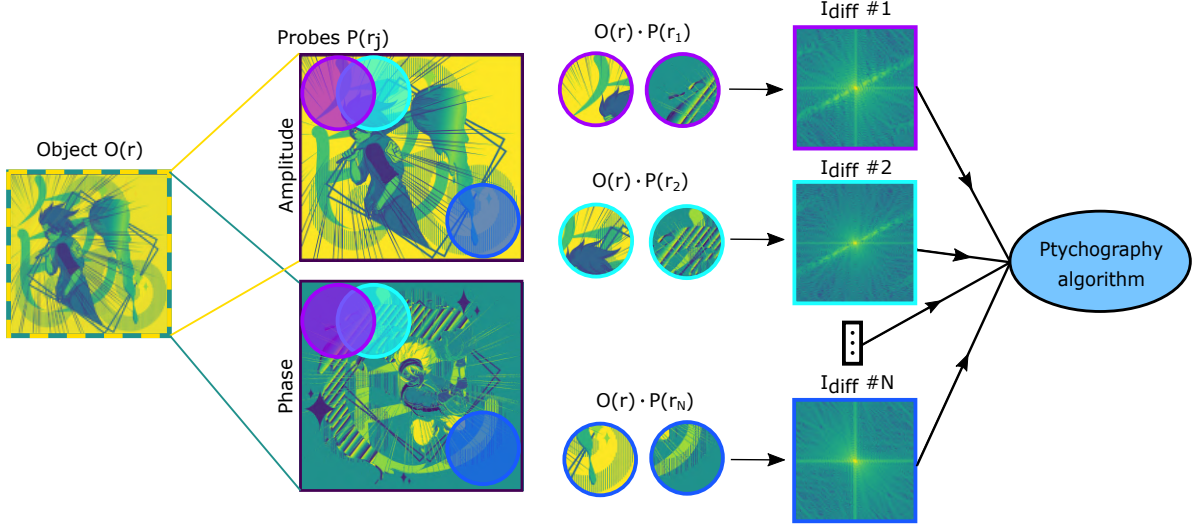 Object O(r)
Probes P(rj)
Amplitude
Phase
O(r) · P(r1)
Idiff #1
O(r) · P(r2)
Idiff #2
O(r) · P(rN)
Idiff #N
Ptychography
algorithm